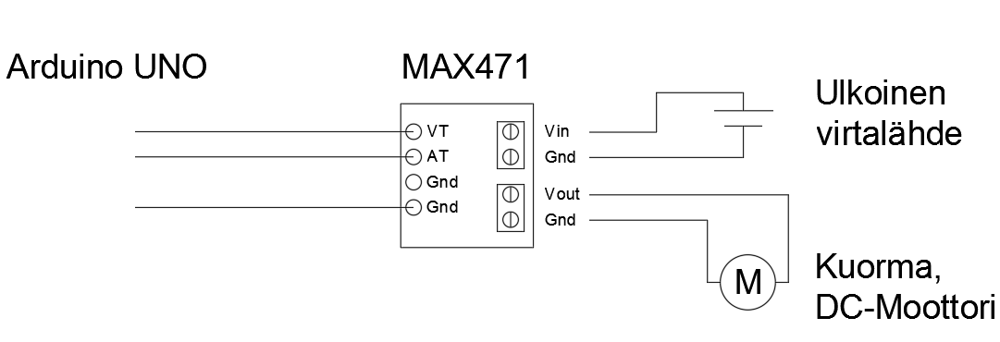 Arduino UNO
MAX471
Ulkoinen
virtalähde
VT
AT
Gnd
Gnd
Vin
Gnd
Vout
Gnd
M
Kuorma,
DC-Moottori